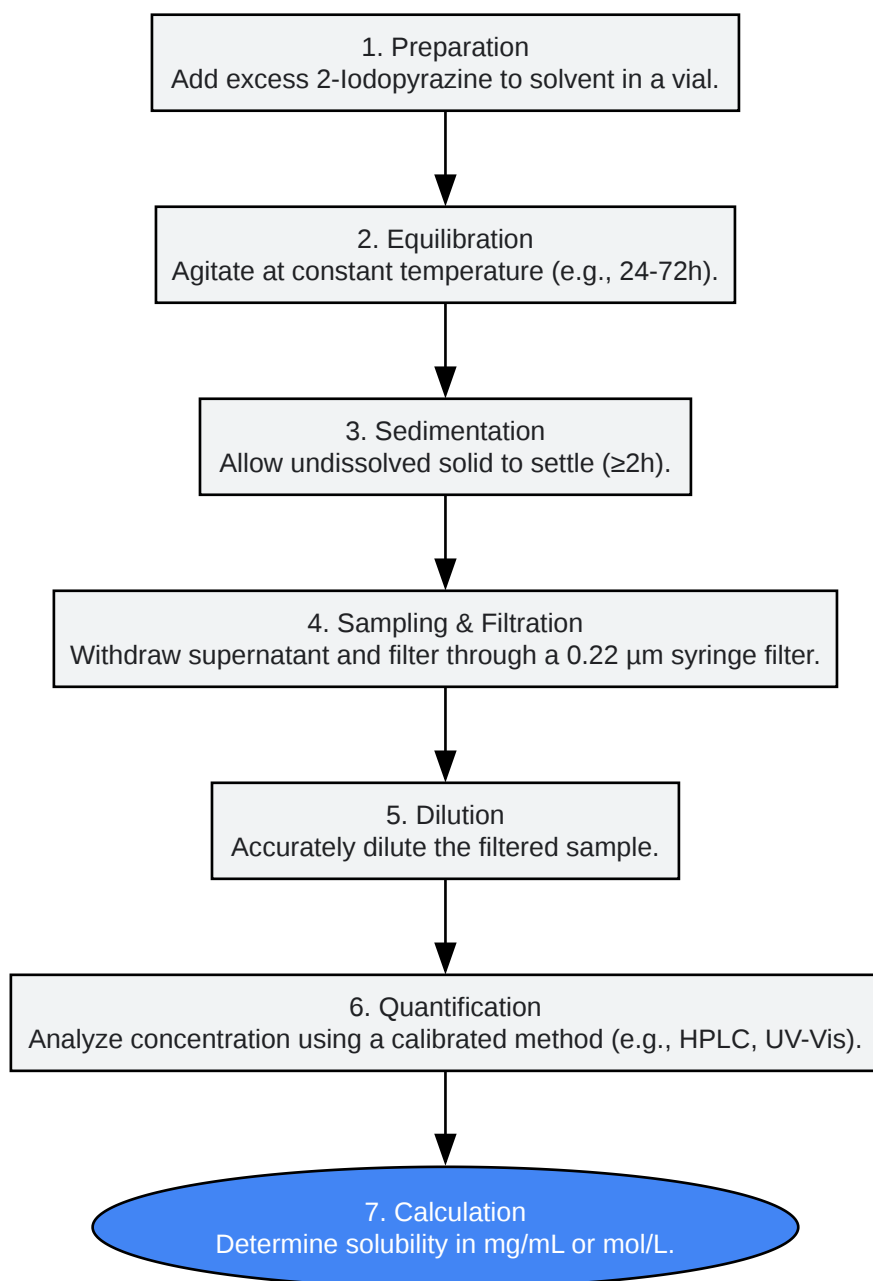 1. Preparation
Add excess 2-Iodopyrazine to solvent in a vial.
2. Equilibration
Agitate at constant temperature (e.g., 24-72h).
3. Sedimentation
Allow undissolved solid to settle (≥2h).
4. Sampling & Filtration
Withdraw supernatant and filter through a 0.22 µm syringe filter.
5. Dilution
Accurately dilute the filtered sample.
6. Quantification
Analyze concentration using a calibrated method (e.g., HPLC, UV-Vis).
7. Calculation
Determine solubility in mg/mL or mol/L.